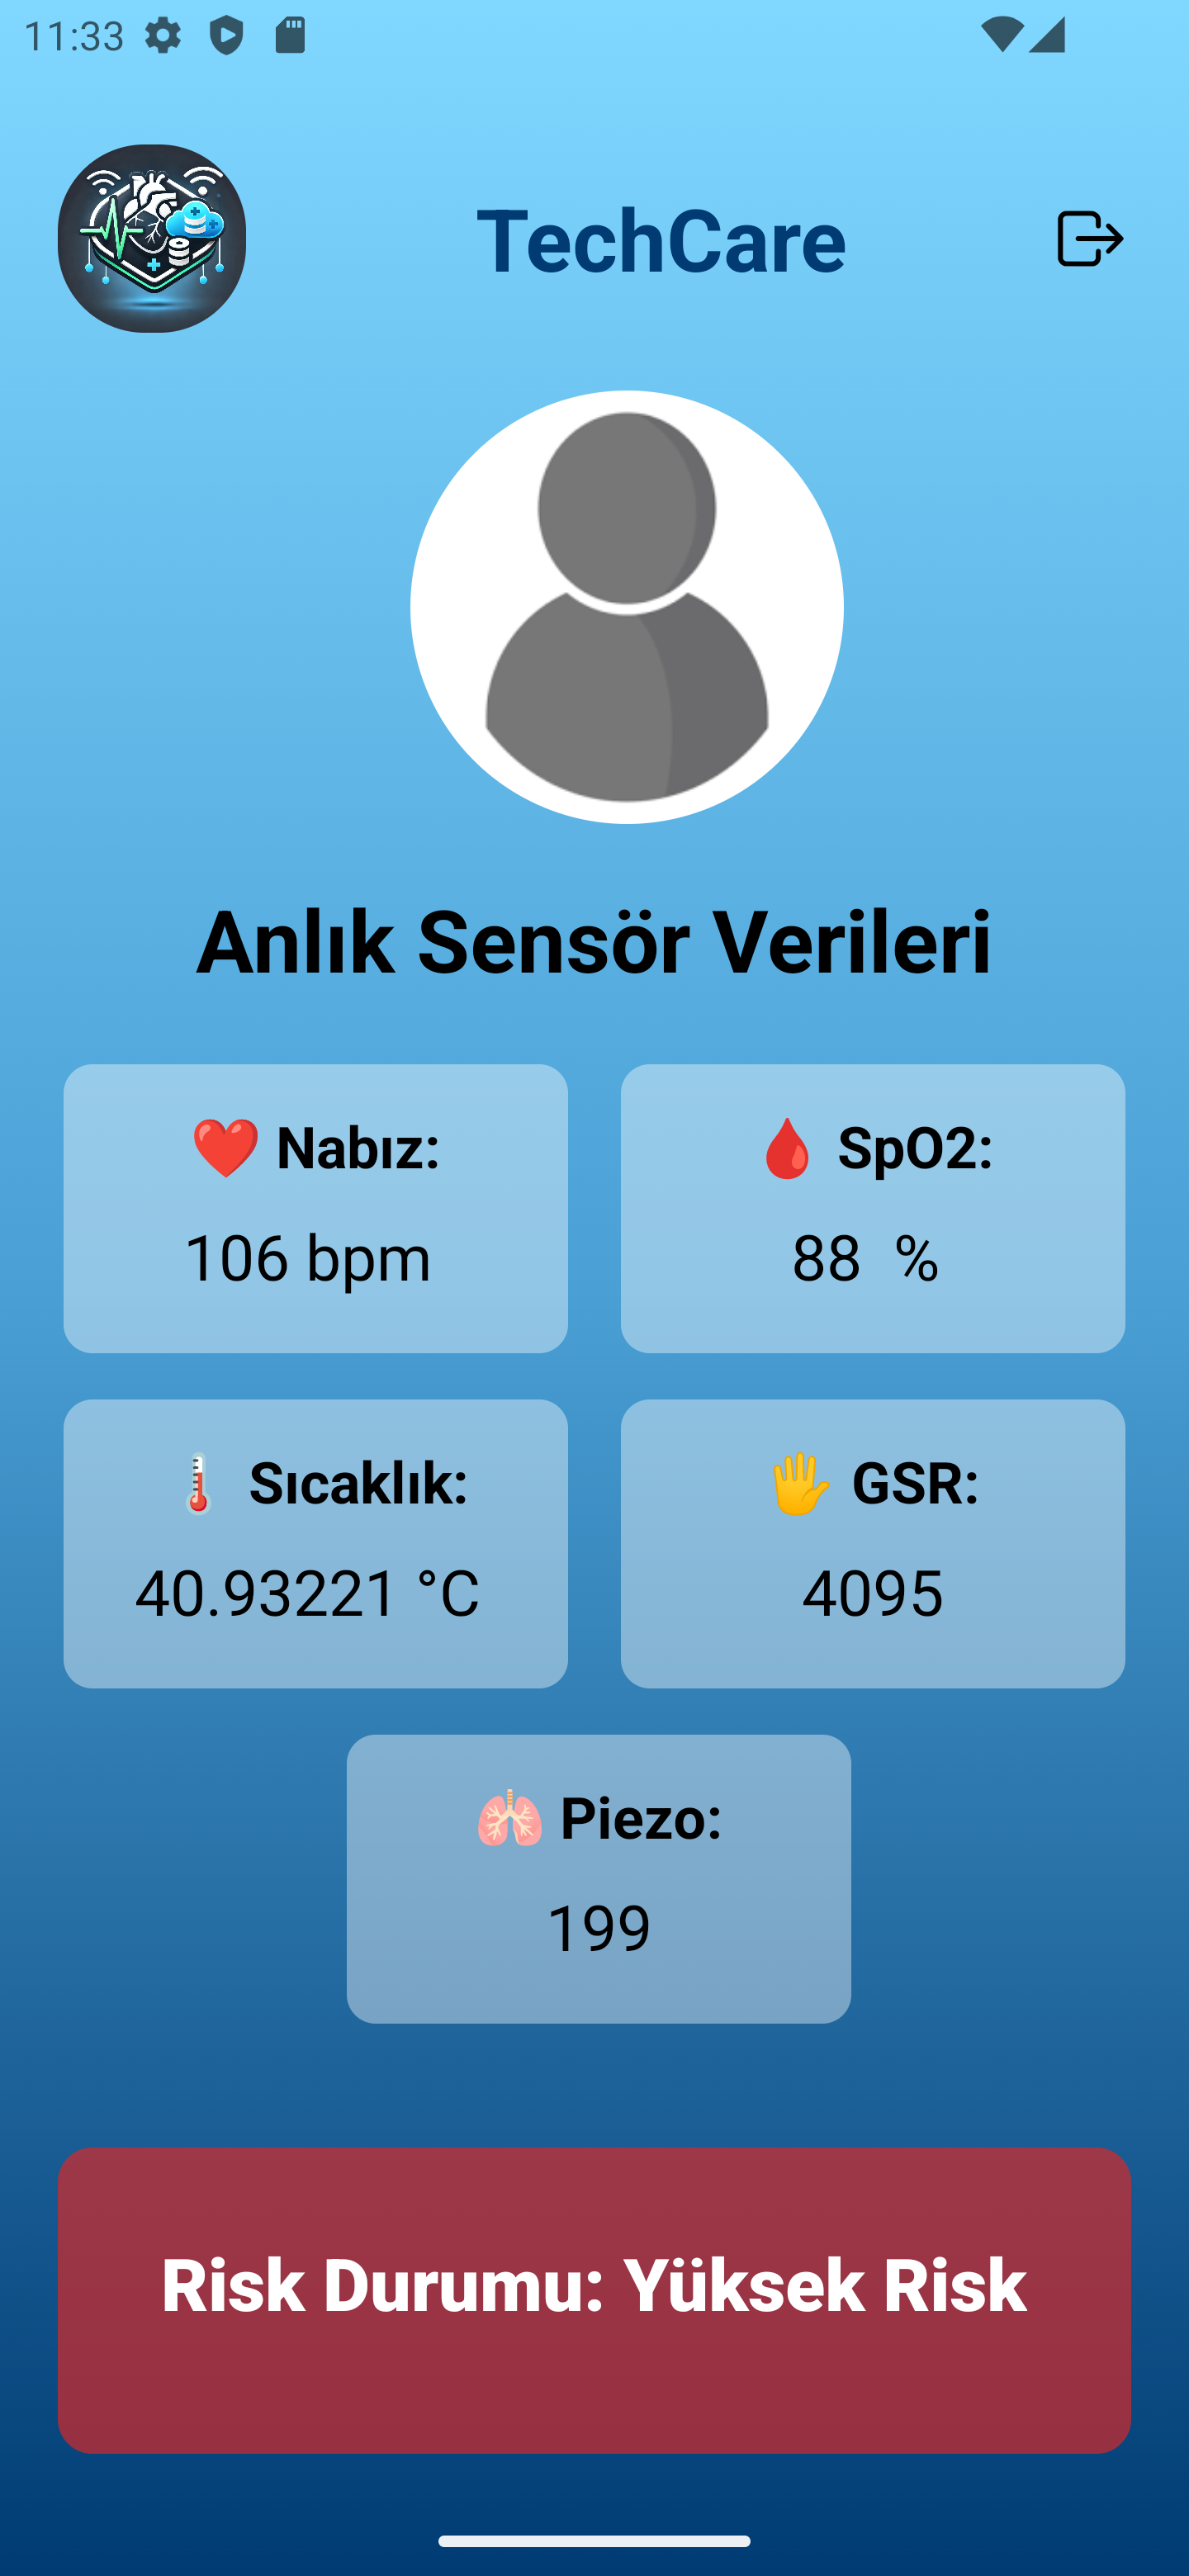 11:33
TechCare
Anlık Sensör Verileri
❤️ Nabız:
106 bpm
🩸 SpO2:
88 %
🌡️ Sıcaklık:
40.93221 °C
🖐️ GSR:
4095
🫁 Piezo:
199
Risk Durumu: Yüksek Risk